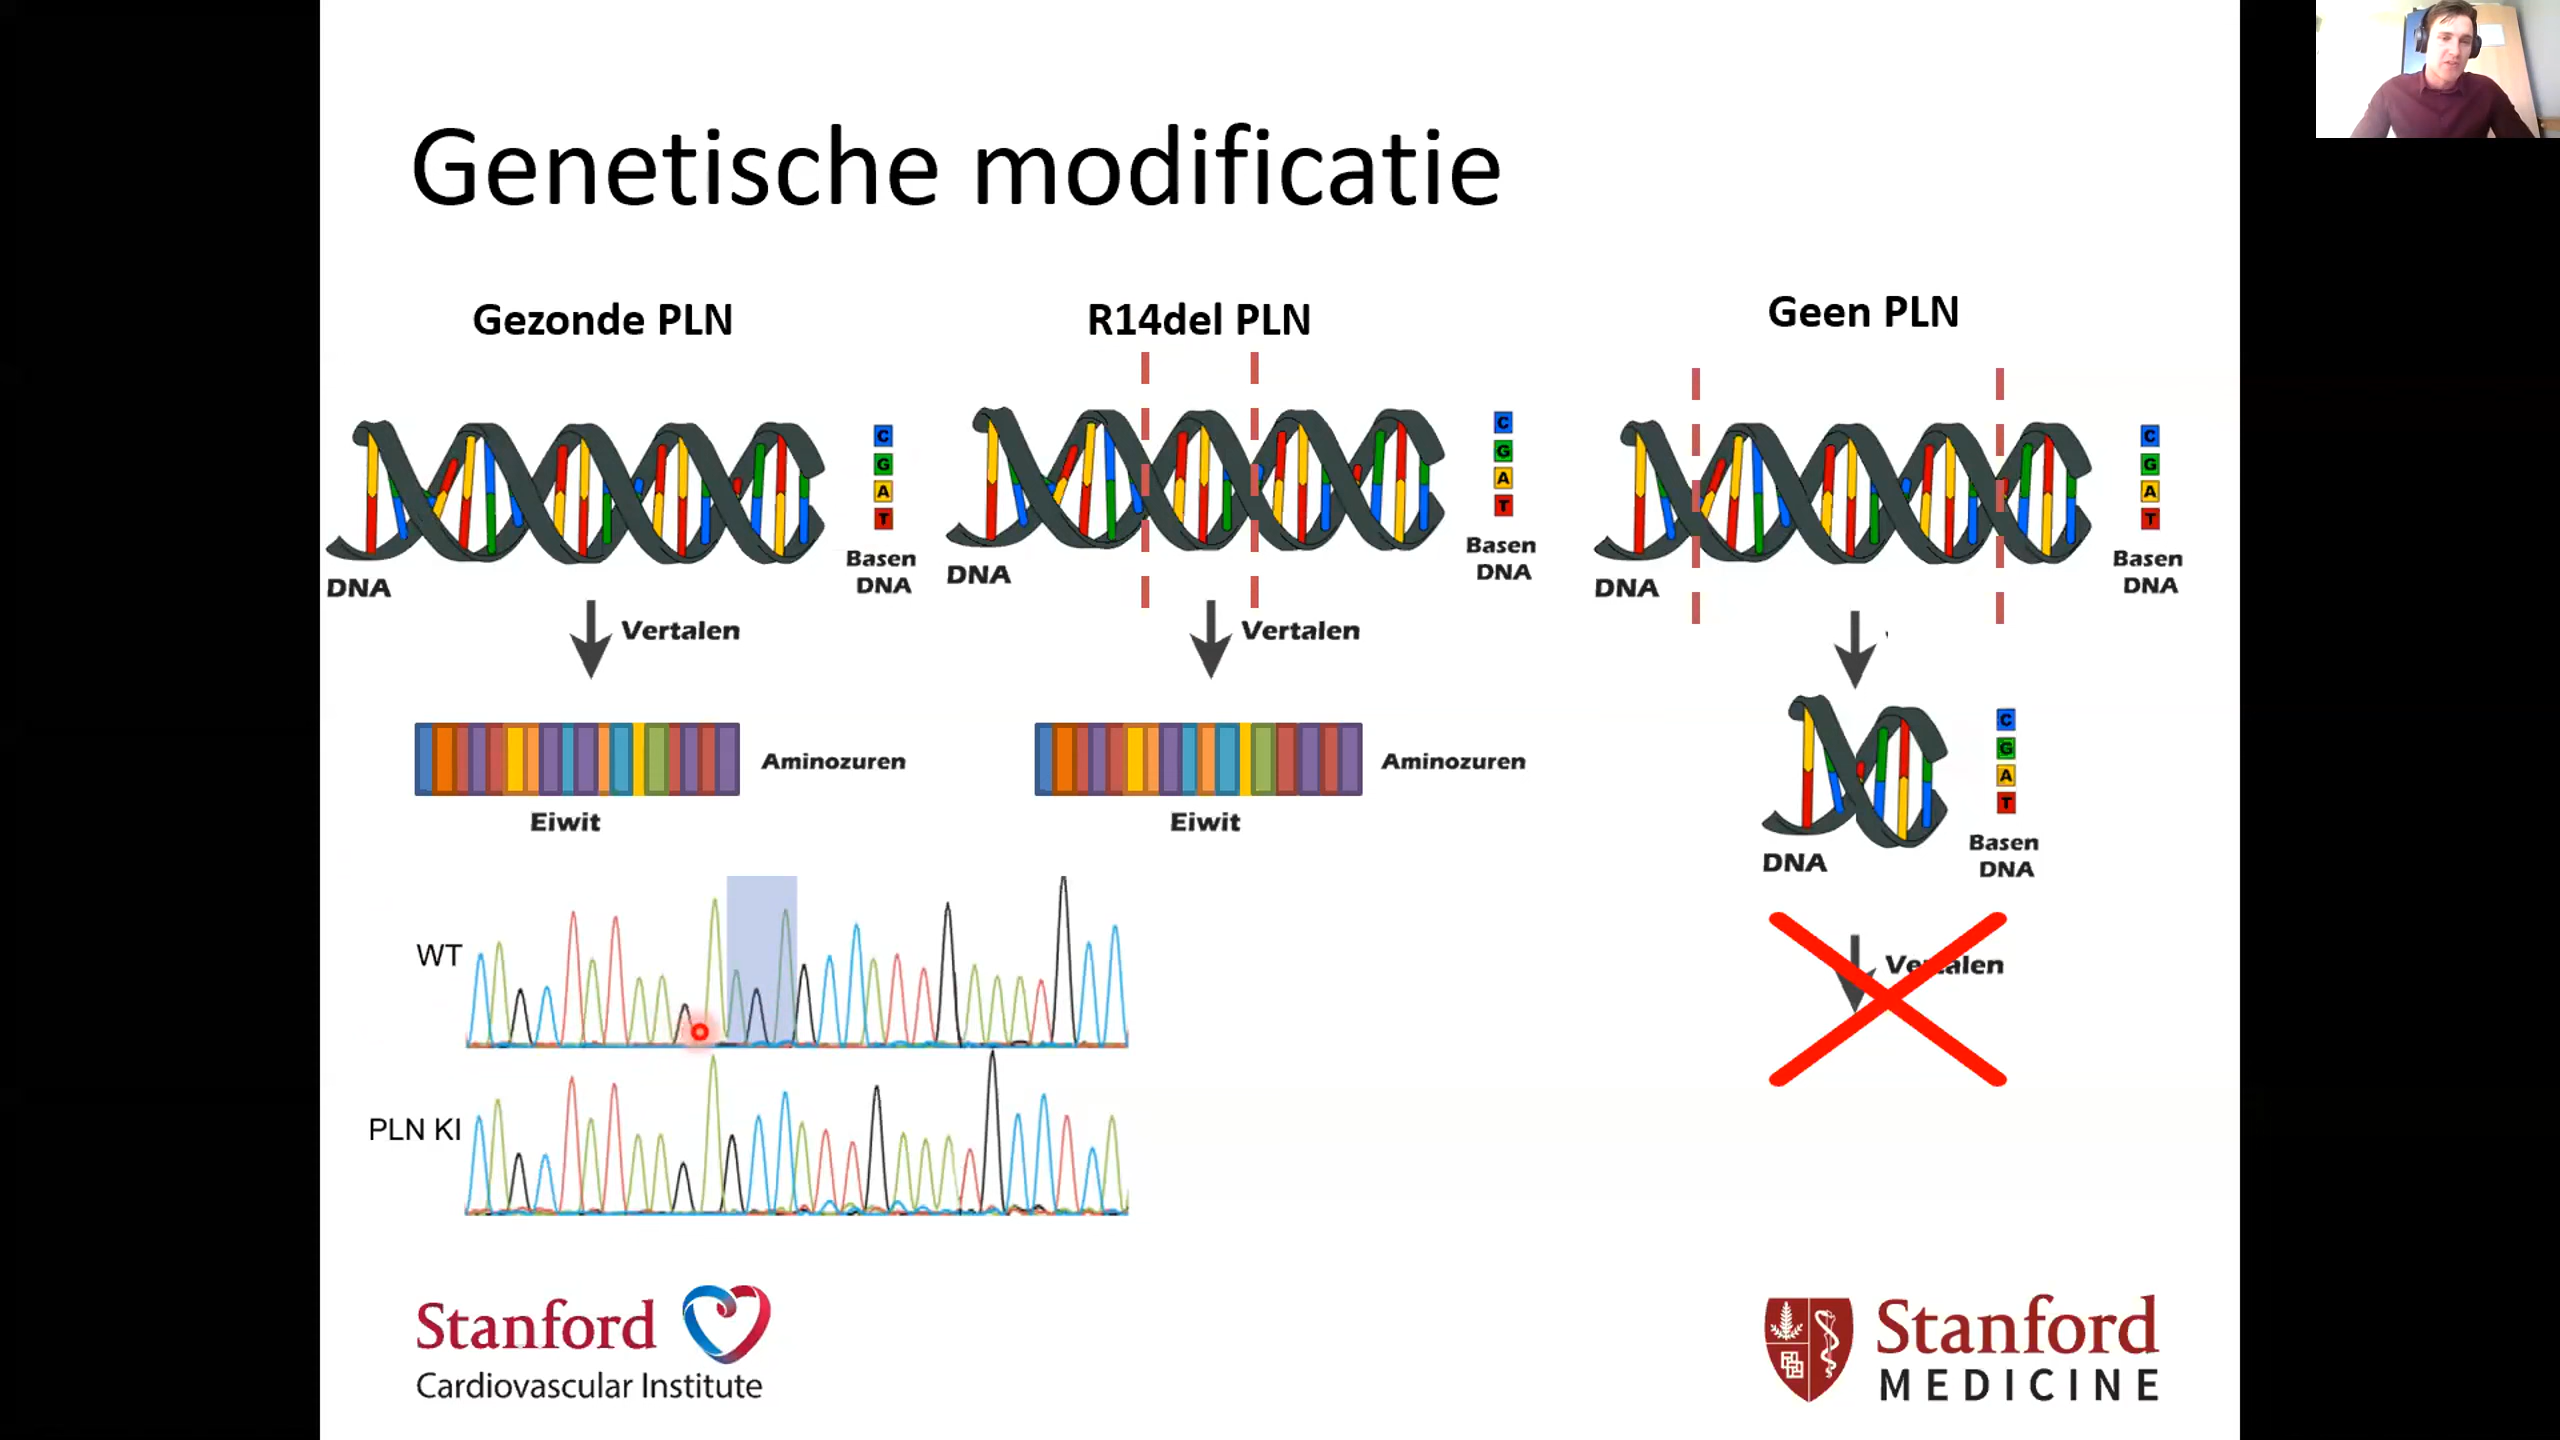 Genetische modificatie
Gezonde PLN
R14del PLN
Geen PLN
C
G
A
T
Basen
DNA
DNA
Vertalen
Aminozuren
Eiwit
C
G
A
T
Basen
DNA
DNA
Vertalen
Aminozuren
Eiwit
C
G
A
T
Basen
DNA
DNA
C
G
A
T
Basen
DNA
DNA
Vertalen
WT
PLN KI
Stanford
Cardiovascular Institute
Stanford
MEDICINE